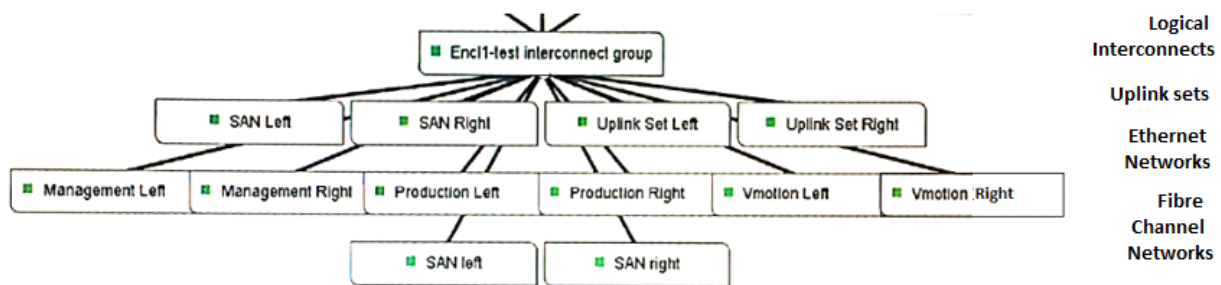 Logical
Interconnects
Encl1-test interconnect group
Uplink sets
SAN Left
SAN Right
Uplink Set Left
Uplink Set Right
Ethernet
Networks
Management Left
Management Right
Production Left
Production Right
Vmotion Left
Vmotion Right
Fibre
Channel
Networks
SAN left
SAN right